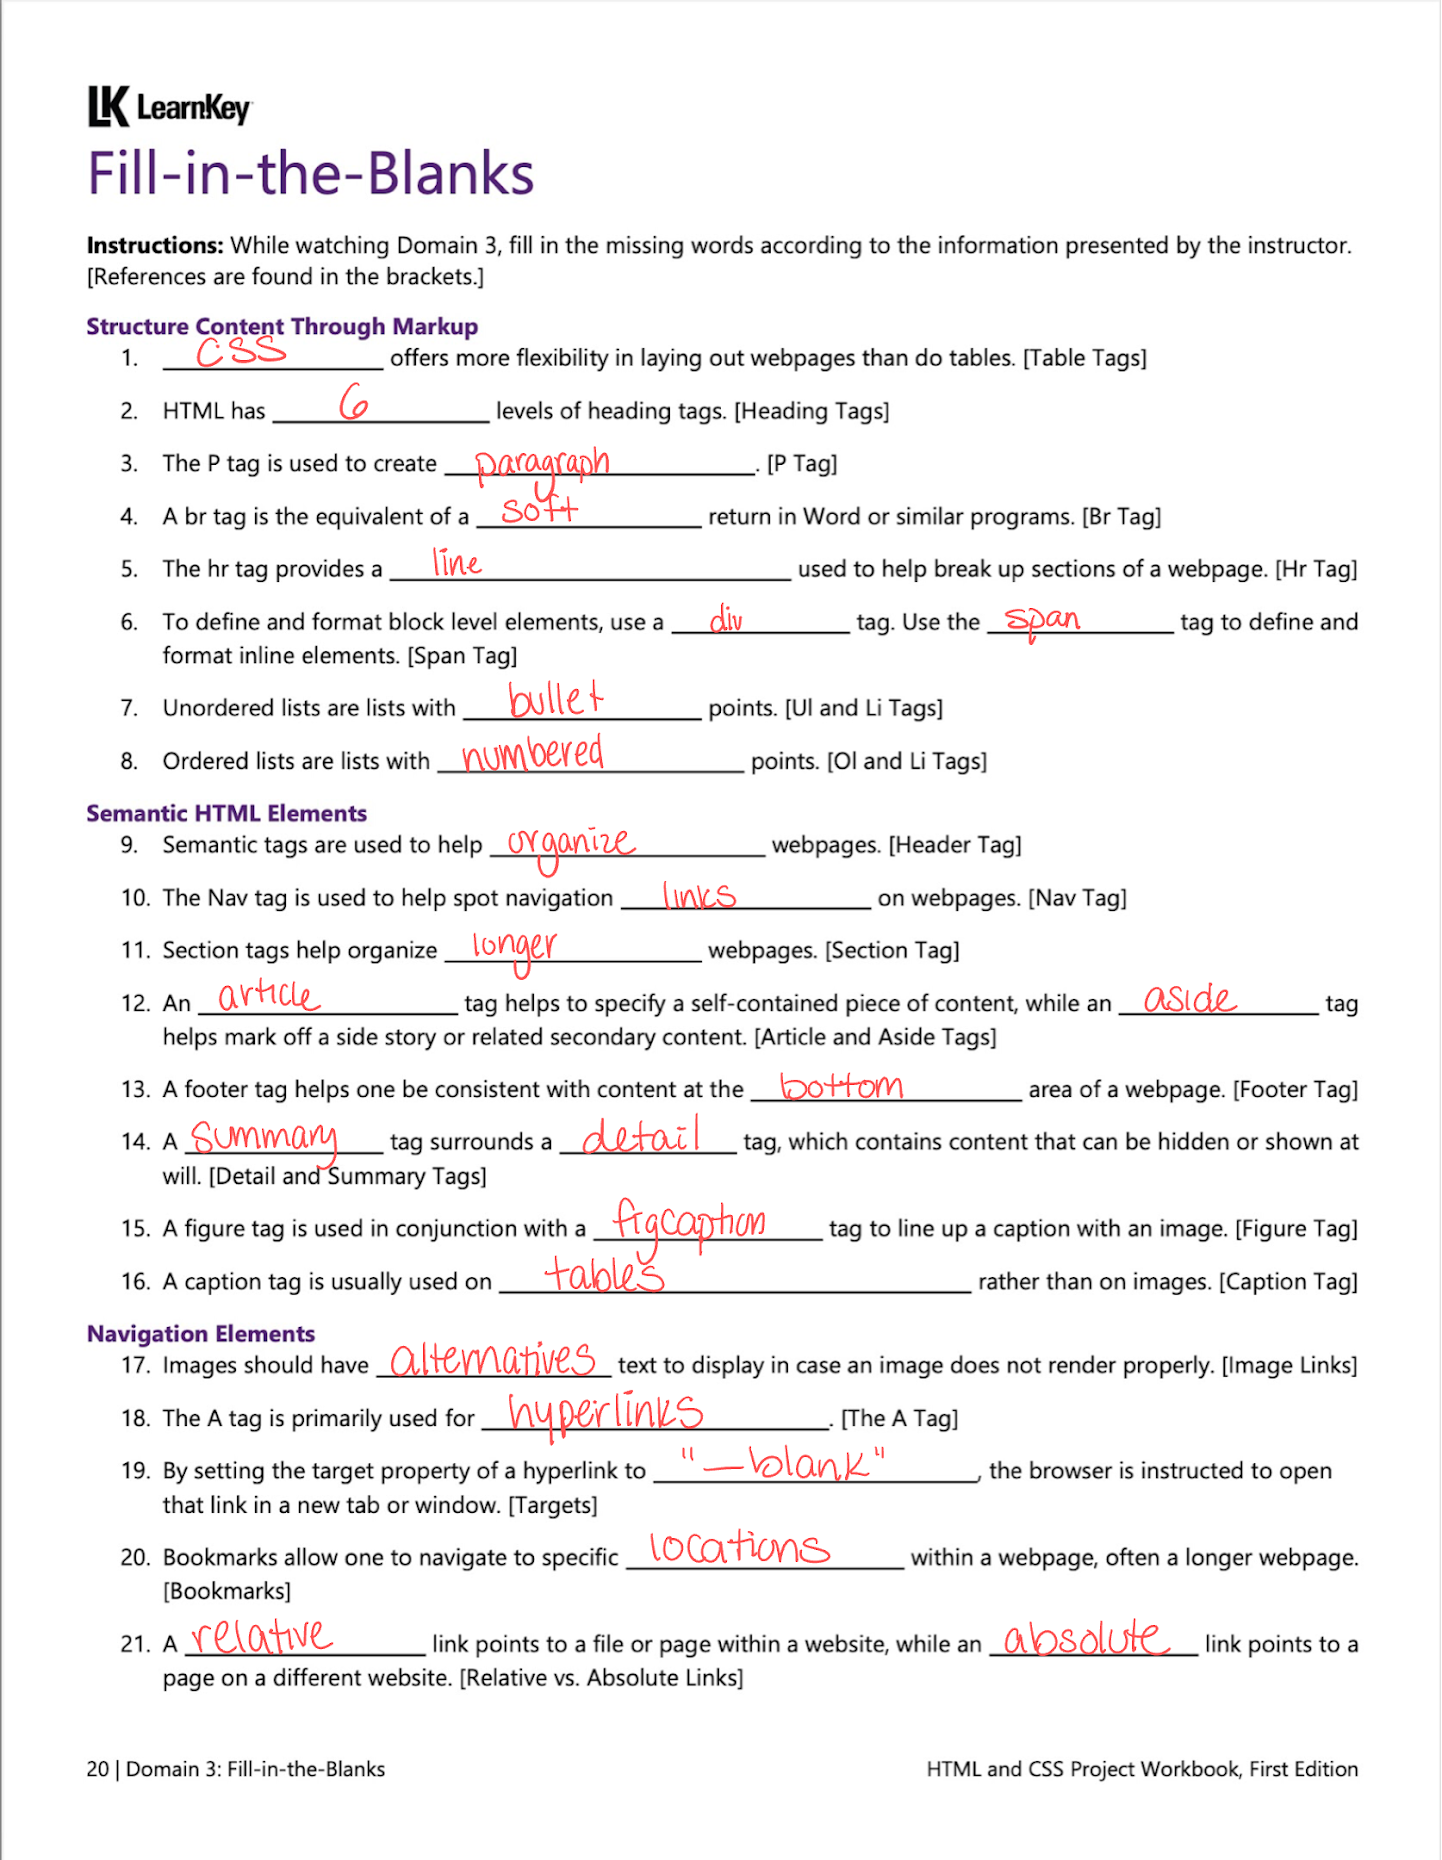 LK LearnKey
Fill-in-the-Blanks
Instructions: While watching Domain 3, fill in the missing words according to the information presented by the instructor.
[References are found in the brackets.]
Structure Content Through Markup
1. CSS offers more flexibility in laying out webpages than do tables. [Table Tags]
2. HTML has 6 levels of heading tags. [Heading Tags]
3. The P tag is used to create paragraph. [P Tag]
4. A br tag is the equivalent of a soft return in Word or similar programs. [Br Tag]
5. The hr tag provides a line used to help break up sections of a webpage. [Hr Tag]
6. To define and format block level elements, use a div tag. Use the span tag to define and
format inline elements. [Span Tag]
7. Unordered lists are lists with bullet points. [Ul and Li Tags]
8. Ordered lists are lists with numbered points. [Ol and Li Tags]
Semantic HTML Elements
9. Semantic tags are used to help organize webpages. [Header Tag]
10. The Nav tag is used to help spot navigation links on webpages. [Nav Tag]
11. Section tags help organize longer webpages. [Section Tag]
12. An article tag helps to specify a self-contained piece of content, while an aside tag
helps mark off a side story or related secondary content. [Article and Aside Tags]
13. A footer tag helps one be consistent with content at the bottom area of a webpage. [Footer Tag]
14. A summary tag surrounds a detail tag, which contains content that can be hidden or shown at
will. [Detail and Summary Tags]
15. A figure tag is used in conjunction with a figcaption tag to line up a caption with an image. [Figure Tag]
16. A caption tag is usually used on tables rather than on images. [Caption Tag]
Navigation Elements
17. Images should have alternatives text to display in case an image does not render properly. [Image Links]
18. The A tag is primarily used for hyperlinks. [The A Tag]
19. By setting the target property of a hyperlink to "_blank", the browser is instructed to open
that link in a new tab or window. [Targets]
20. Bookmarks allow one to navigate to specific locations within a webpage, often a longer webpage.
[Bookmarks]
21. A relative link points to a file or page within a website, while an absolute link points to a
page on a different website. [Relative vs. Absolute Links]
20 | Domain 3: Fill-in-the-Blanks HTML and CSS Project Workbook, First Edition